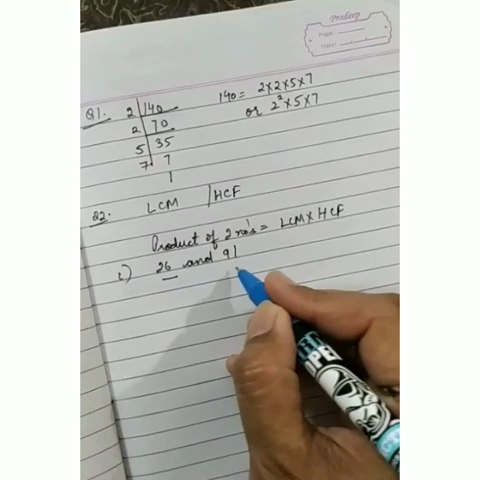 Pradeep
Page:
Date:
Q1. 2 | 140 140 = 2×2×5×7
2 | 70 or 2²×5×7
5 | 35
7 | 7
1
Q2. LCM / HCF
Product of 2 no's = LCM × HCF
i) 26 and 91